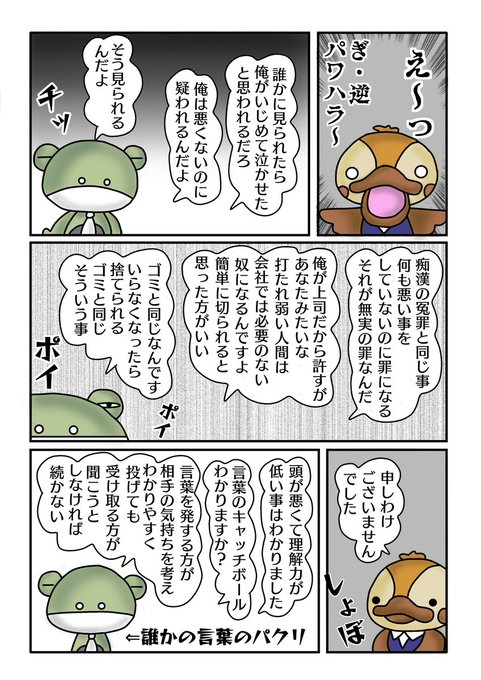 え～っ
ぎ・逆
パワハラ～
誰かに見られたら
俺がいじめて泣かせた
と思われるだろ
俺は悪くないのに
疑われるんだよ
そう見られる
んだよ
チッ
痴漢の冤罪と同じ事
何も悪い事を
していないのに罪になる
それが無実の罪なんだ
俺が上司だから許すが
あなたみたいな
打たれ弱い人間は
会社では必要のない
奴になるんですよ
簡単に切られると
思った方がいい
ゴミと同じなんです
いらなくなったら
捨てられる
ゴミと同じ
そういう事
ポイ
ポイ
申しわけ
ございません
でした
しょぼ
頭が悪くて理解力が
低い事はわかりました
言葉のキャッチボール
わかりますか？
言葉を発する方が
相手の気持ちを考え
わかりやすく
投げても
受け取る方が
聞こうと
しなければ
続かない
⇐誰かの言葉のパクリ